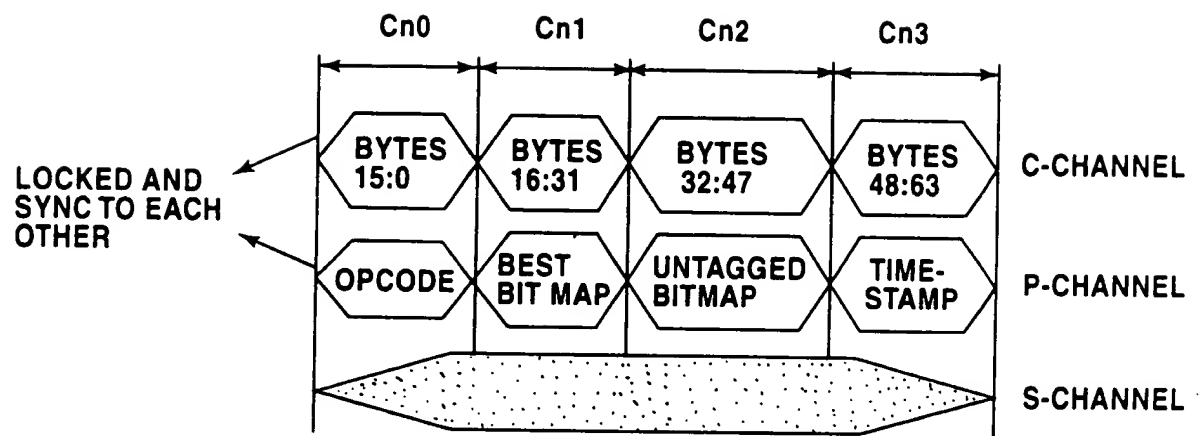 Cn0 Cn1 Cn2 Cn3
BYTES 15:0 BYTES 16:31 BYTES 32:47 BYTES 48:63 C-CHANNEL
LOCKED AND
SYNC TO EACH
OTHER
OPCODE BEST BIT MAP UNTAGGED BITMAP TIME-STAMP P-CHANNEL
S-CHANNEL